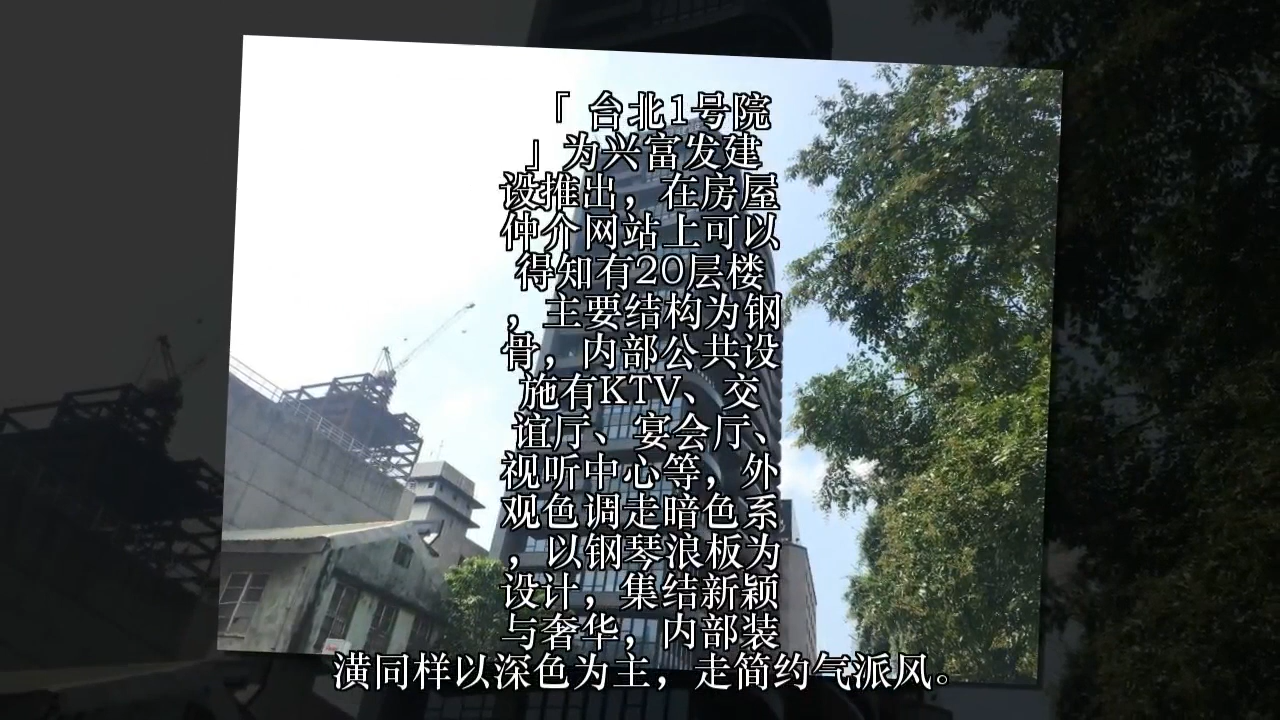 「 台北1号院
」为兴富发建
设推出，在房屋
仲介网站上可以
得知有20层楼
，主要结构为钢
骨，内部公共设
施有KTV、交
谊厅、宴会厅、
视听中心等，外
观色调走暗色系
，以钢琴浪板为
设计，集结新颖
与奢华，内部装
潢同样以深色为主，走简约气派风。